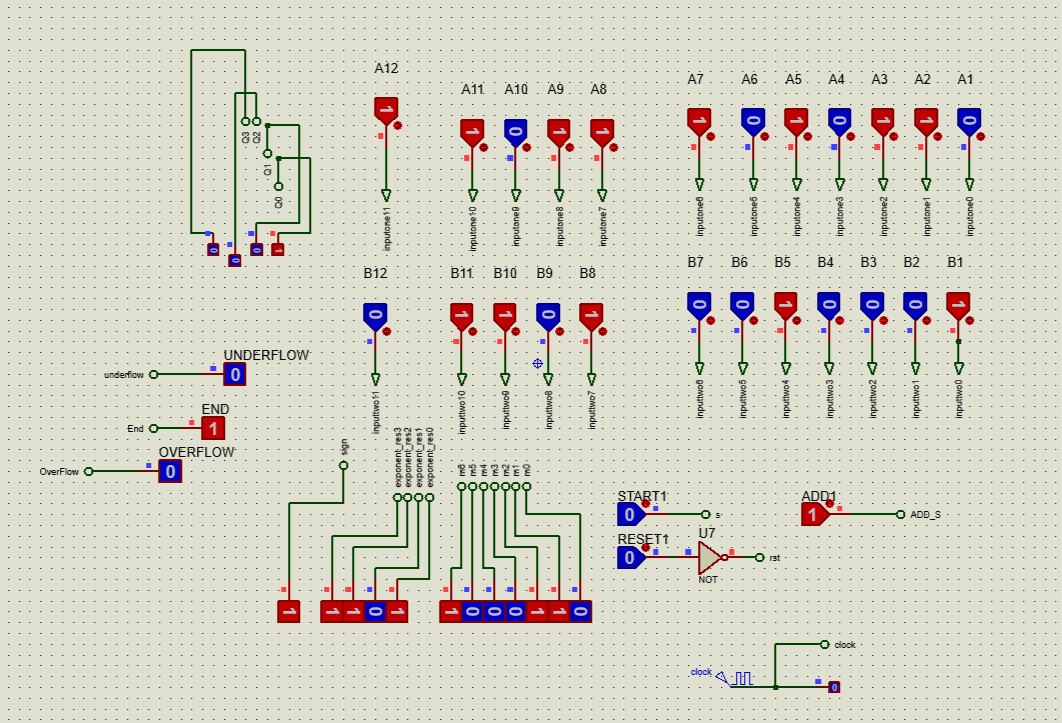 A12
A11 A10 A9 A8
A7 A6 A5 A4 A3 A2 A1
1
1 0 1 1
1 0 1 0 1 1 0
Q3 Q2
Q1
Q0
0 0 0 1
inputone11
inputone10 inputone9 inputone8 inputone7
inputone6 inputone5 inputone4 inputone3 inputone2 inputone1 inputone0
B12 B11 B10 B9 B8
B7 B6 B5 B4 B3 B2 B1
0 1 1 0 1
0 0 1 0 0 0 1
inputtwo11 inputtwo10 inputtwo9 inputtwo8 inputtwo7
inputtwo6 inputtwo5 inputtwo4 inputtwo3 inputtwo2 inputtwo1 inputtwo0
UNDERFLOW
underflow 0
END
End 1
OVERFLOW
OverFlow 0
sign
exponent_res3 exponent_res2 exponent_res1 exponent_res0
m6 m5 m4 m3 m2 m1 m0
1
1 1 0 1
1 0 0 0 1 1 0
START1
0 s
ADD1
1 ADD_S
RESET1
0
U7
NOT
rst
clock
clock
0